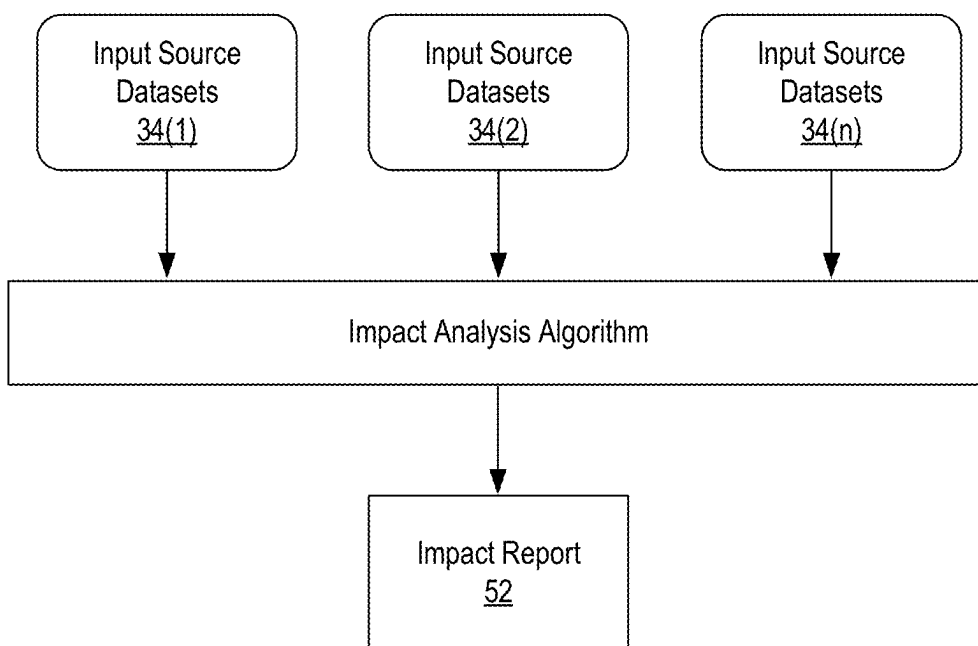 Input Source
Datasets
34(1)
Input Source
Datasets
34(2)
Input Source
Datasets
34(n)
Impact Analysis Algorithm
Impact Report
52